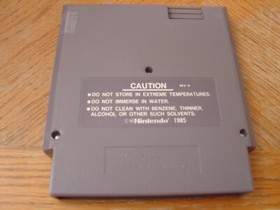 CAUTION
REV-A
• DO NOT STORE IN EXTREME TEMPERATURES.
• DO NOT IMMERSE IN WATER.
• DO NOT CLEAN WITH BENZENE, THINNER,
ALCOHOL OR OTHER SUCH SOLVENTS.
©Nintendo 1985